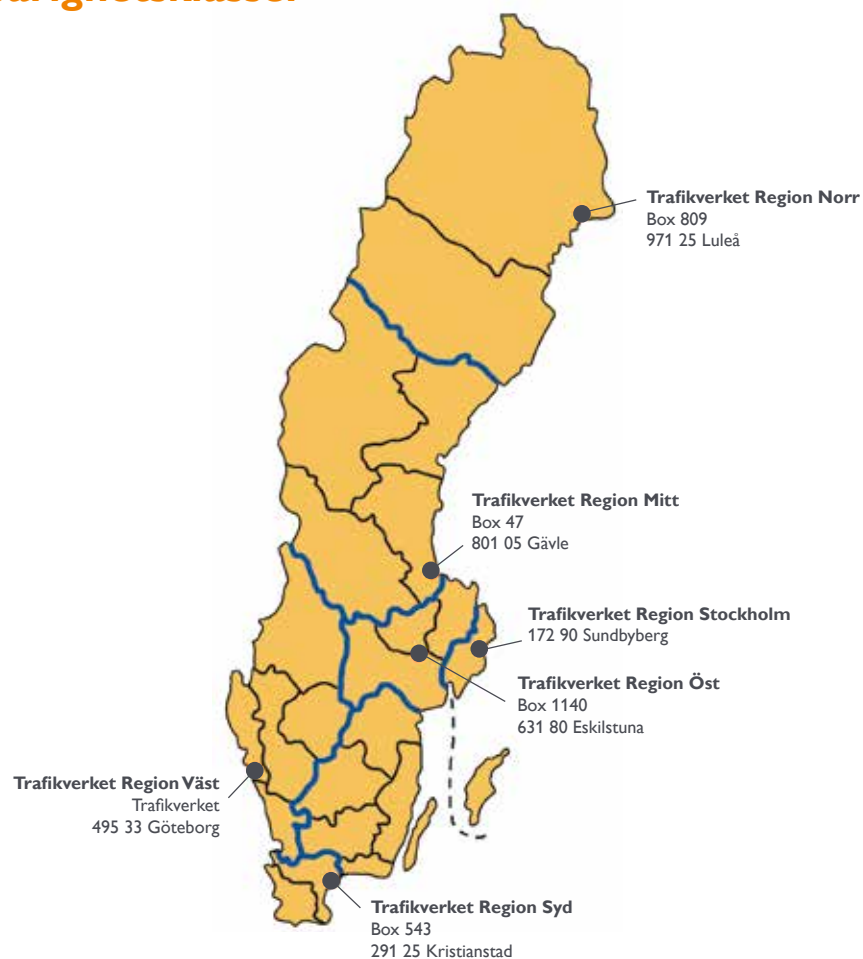 Trafikverket Region Norr
Box 809
971 25 Luleå
Trafikverket Region Mitt
Box 47
801 05 Gävle
Trafikverket Region Stockholm
172 90 Sundbyberg
Trafikverket Region Öst
Box 1140
631 80 Eskilstuna
Trafikverket Region Väst
Trafikverket
495 33 Göteborg
Trafikverket Region Syd
Box 543
291 25 Kristianstad